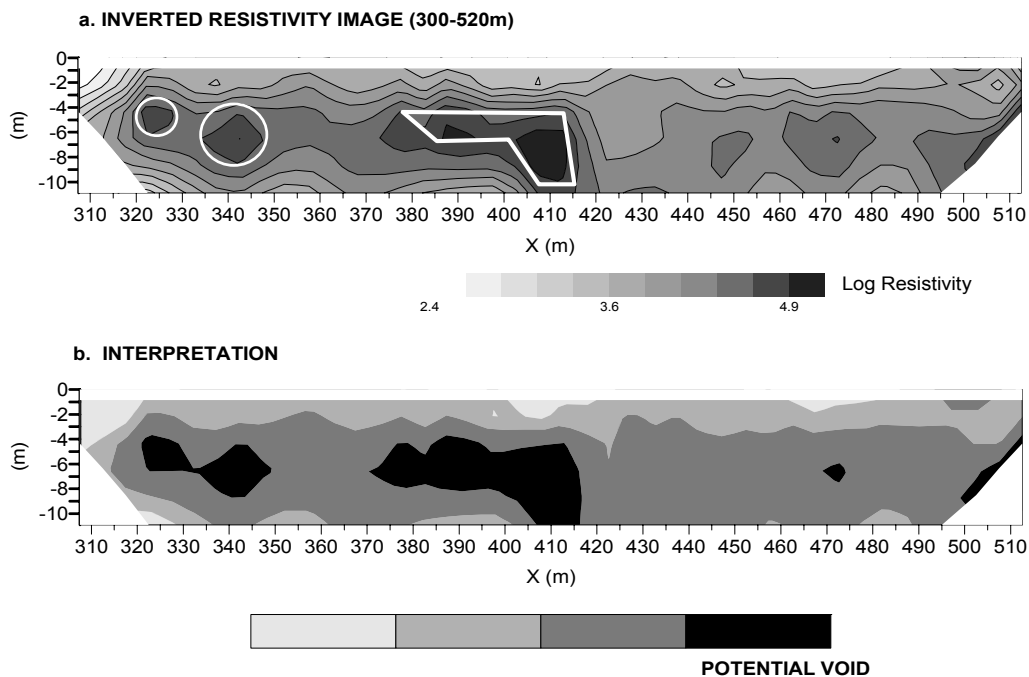 a. INVERTED RESISTIVITY IMAGE (300-520m)
0
-2
-4
-6
-8
-10
(m)
310 320 330 340 350 360 370 380 390 400 410 420 430 440 450 460 470 480 490 500 510
X (m)
Log Resistivity
2.4 3.6 4.9
b. INTERPRETATION
0
-2
-4
-6
-8
-10
(m)
310 320 330 340 350 360 370 380 390 400 410 420 430 440 450 460 470 480 490 500 510
X (m)
POTENTIAL VOID